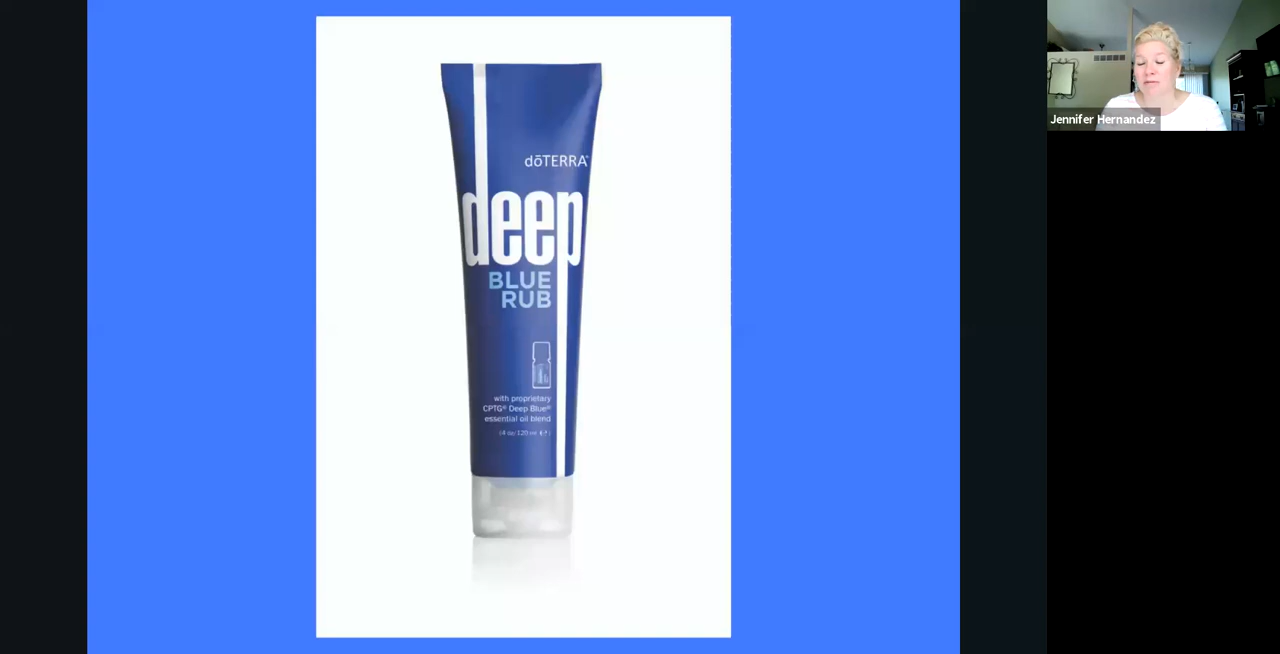 dōTERRA
deep
BLUE
RUB
with proprietary
CPTG® Deep Blue®
essential oil blend
Jennifer Hernandez